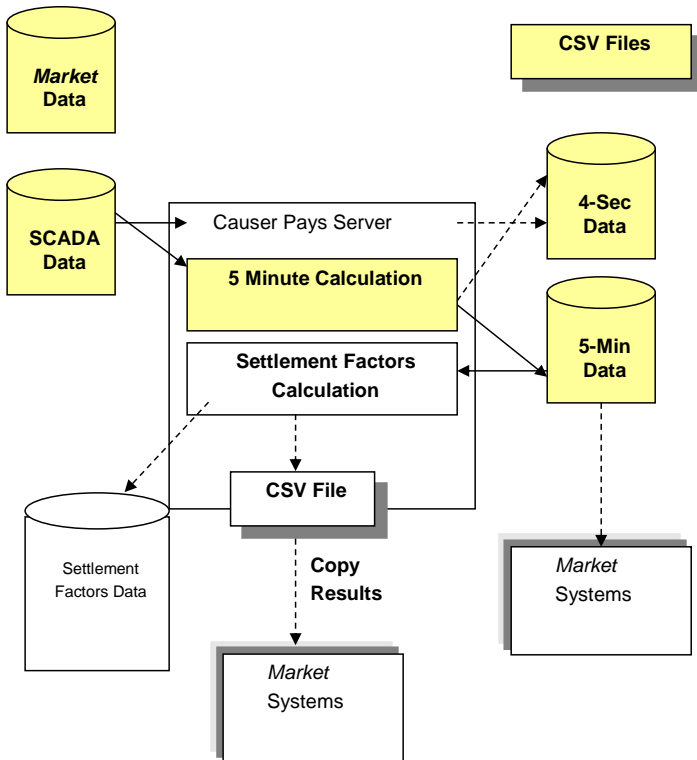 Market
Data
CSV Files
SCADA
Data
Causer Pays Server
4-Sec
Data
5 Minute Calculation
5-Min
Data
Settlement Factors
Calculation
CSV File
Settlement
Factors Data
Copy
Results
Market
Systems
Market
Systems